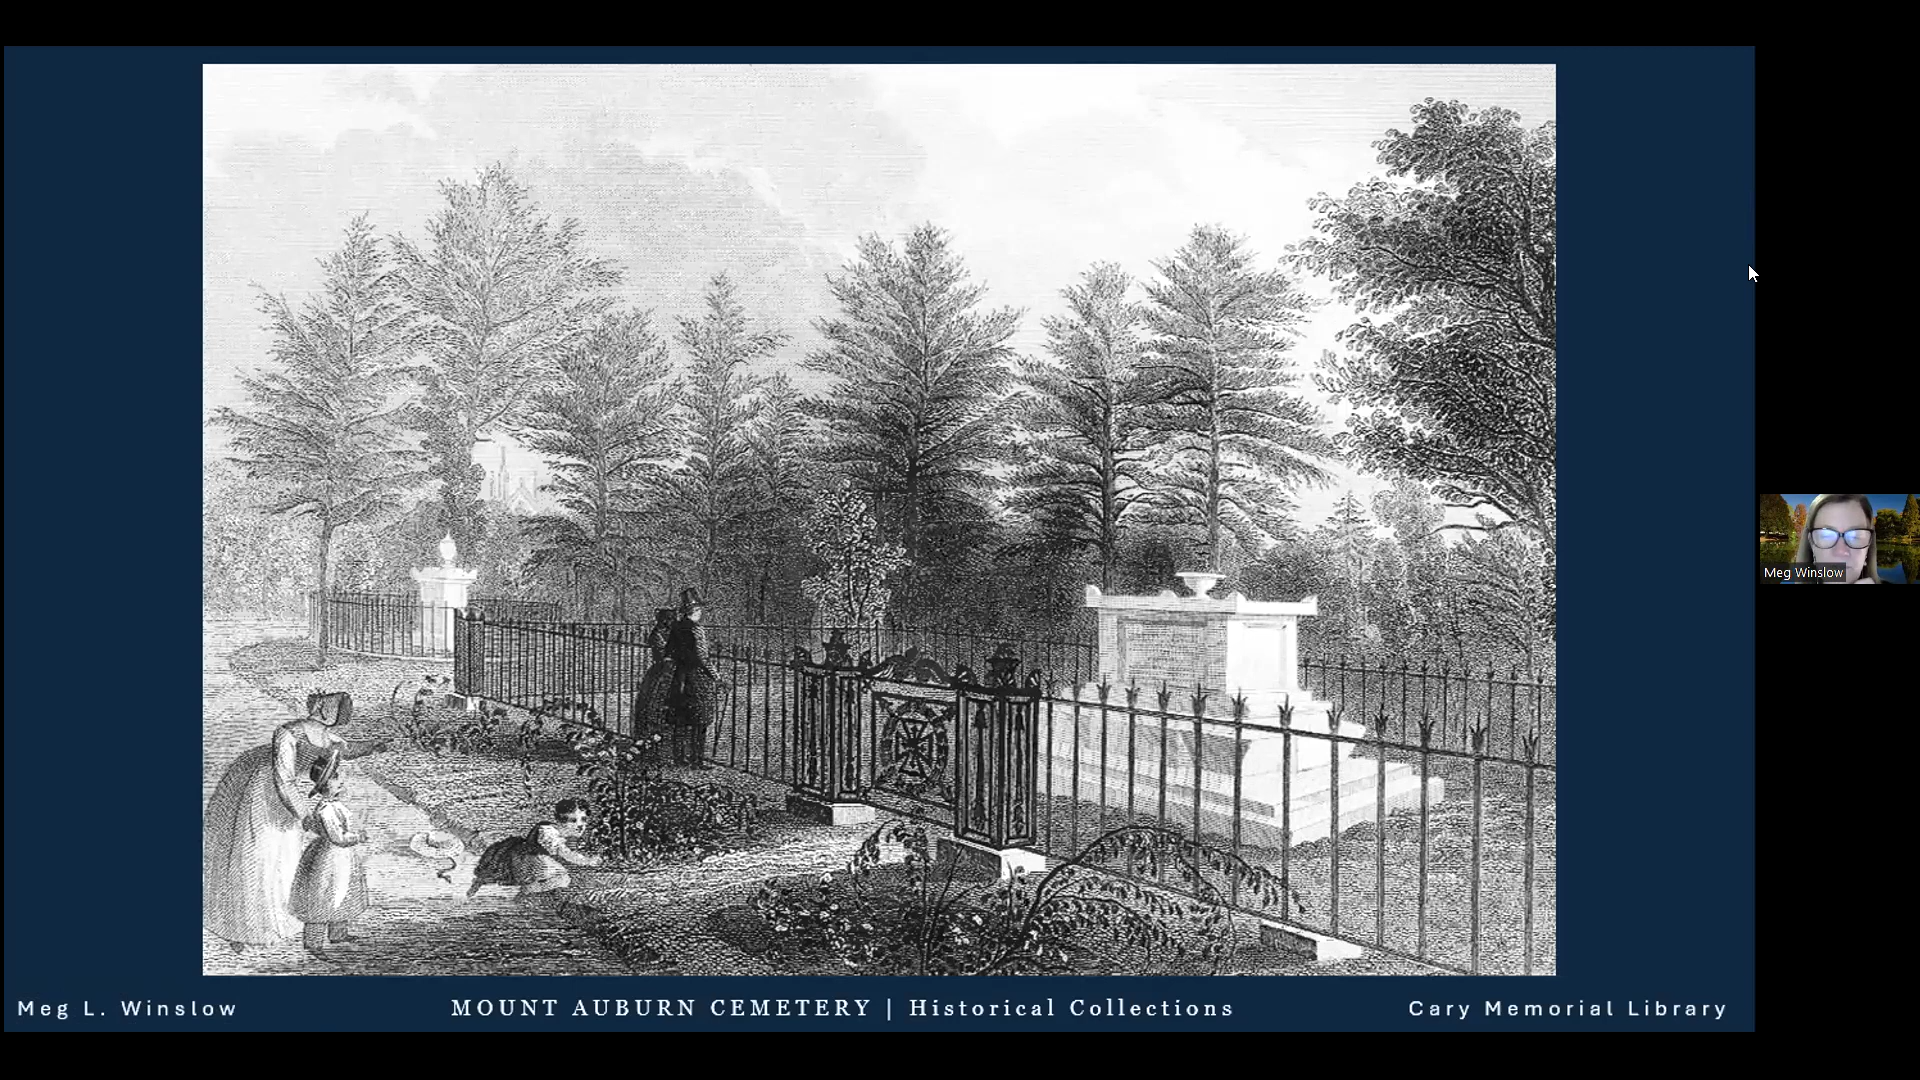 Meg Winslow
Meg L. Winslow
MOUNT AUBURN CEMETERY | Historical Collections
Cary Memorial Library